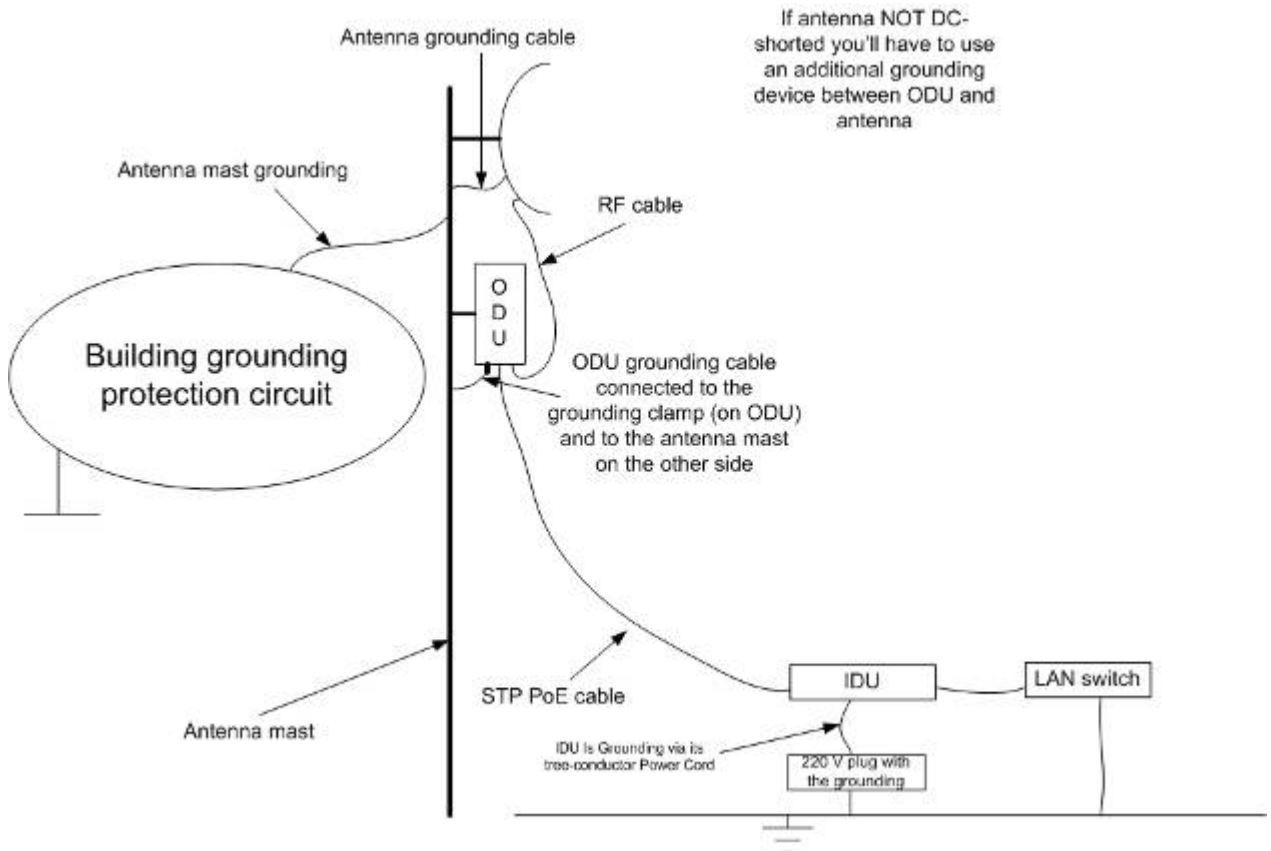 Antenna grounding cable
If antenna NOT DC-
shorted you'll have to use
an additional grounding
device between ODU and
antenna
Antenna mast grounding
RF cable
O
D
U
Building grounding
protection circuit
ODU grounding cable
connected to the
grounding clamp (on ODU)
and to the antenna mast
on the other side
STP PoE cable
IDU
LAN switch
Antenna mast
IDU Is Grounding via its
tree-conductor Power Cord
220 V plug with
the grounding